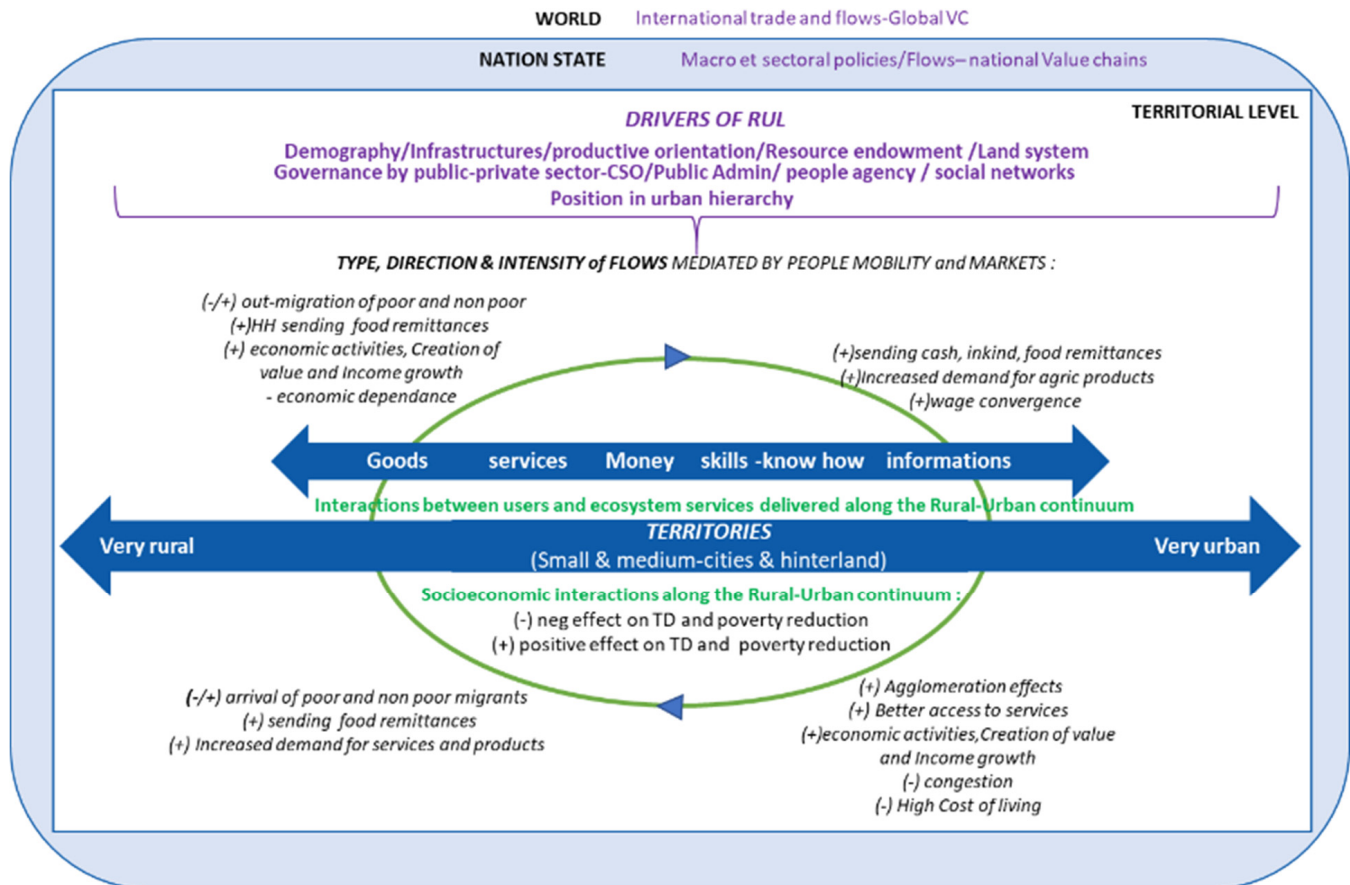 WORLD International trade and flows-Global VC
NATION STATE Macro et sectoral policies/Flows– national Value chains
TERRITORIAL LEVEL
DRIVERS OF RUL
Demography/Infrastructures/productive orientation/Resource endowment /Land system
Governance by public-private sector-CSO/Public Admin/ people agency / social networks
Position in urban hierarchy
TYPE, DIRECTION & INTENSITY of FLOWS MEDIATED BY PEOPLE MOBILITY and MARKETS :
(-/+) out-migration of poor and non poor
(+)HH sending food remittances
(+) economic activities, Creation of
value and Income growth
- economic dependance
(+)sending cash, inkind, food remittances
(+)Increased demand for agric products
(+)wage convergence
Goods services Money skills -know how informations
Interactions between users and ecosystem services delivered along the Rural-Urban continuum
Very rural
TERRITORIES
(Small & medium-cities & hinterland)
Very urban
Socioeconomic interactions along the Rural-Urban continuum :
(-) neg effect on TD and poverty reduction
(+) positive effect on TD and poverty reduction
(-/+) arrival of poor and non poor migrants
(+) sending food remittances
(+) Increased demand for services and products
(+) Agglomeration effects
(+) Better access to services
(+)economic activities,Creation of value
and Income growth
(-) congestion
(-) High Cost of living